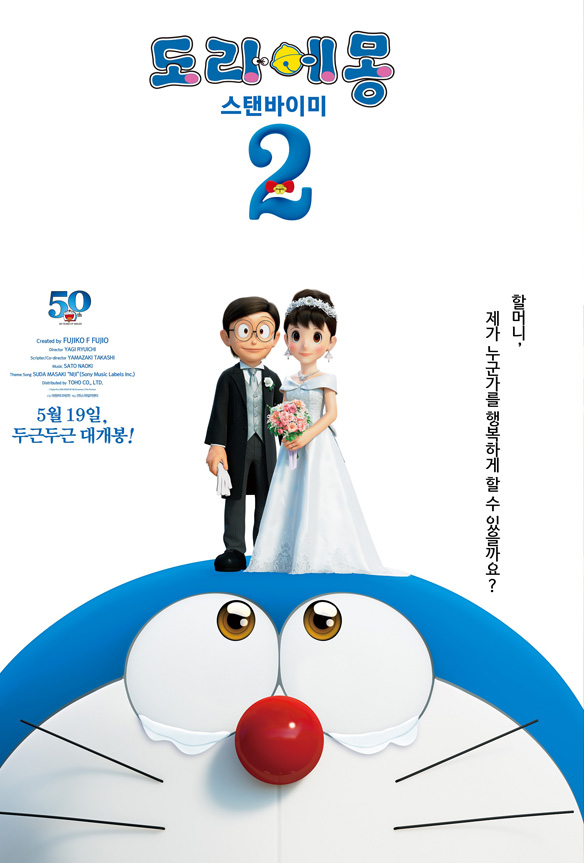 도라에몽
스탠바이미
2
50th
Created by FUJIKO F FUJIO
Director YAGI RYUICHI
Scripter/Co-director YAMAZAKI TAKASHI
Music SATO NAOKI
Theme Song SUDA MASAKI "NIJI"(Sony Music Labels Inc.)
Distributed by TOHO CO., LTD.
5월 19일,
두근두근 대개봉!
할머니,
제가 누군가를 행복하게 할 수 있을까요?